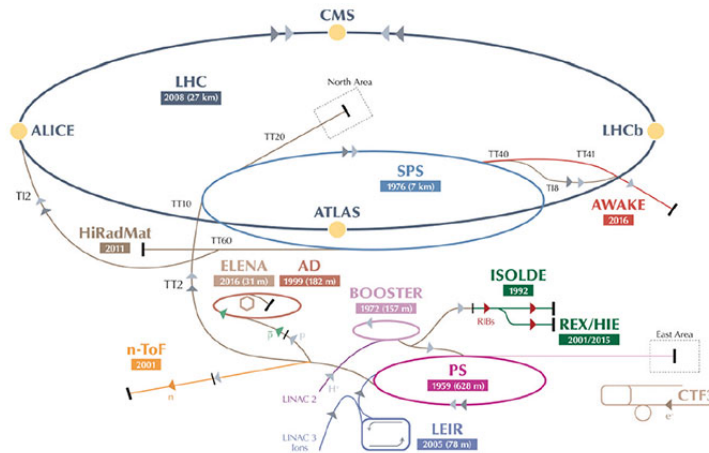 CMS
LHC
2008 (27 km)
North Area
ALICE
LHCb
TT20
TT40
TT41
SPS
1976 (7 km)
TI8
TI2
TT10
AWAKE
2016
ATLAS
HiRadMat
2011
TT60
ELENA
2016 (31 m)
AD
1999 (182 m)
TT2
BOOSTER
1972 (157 m)
ISOLDE
1992
RIBs
REX/HIE
2001/2015
p̅
p
East Area
n-ToF
2001
n
PS
1959 (628 m)
H⁺
LINAC 2
CTF3
e⁻
LINAC 3
Ions
LEIR
2005 (78 m)